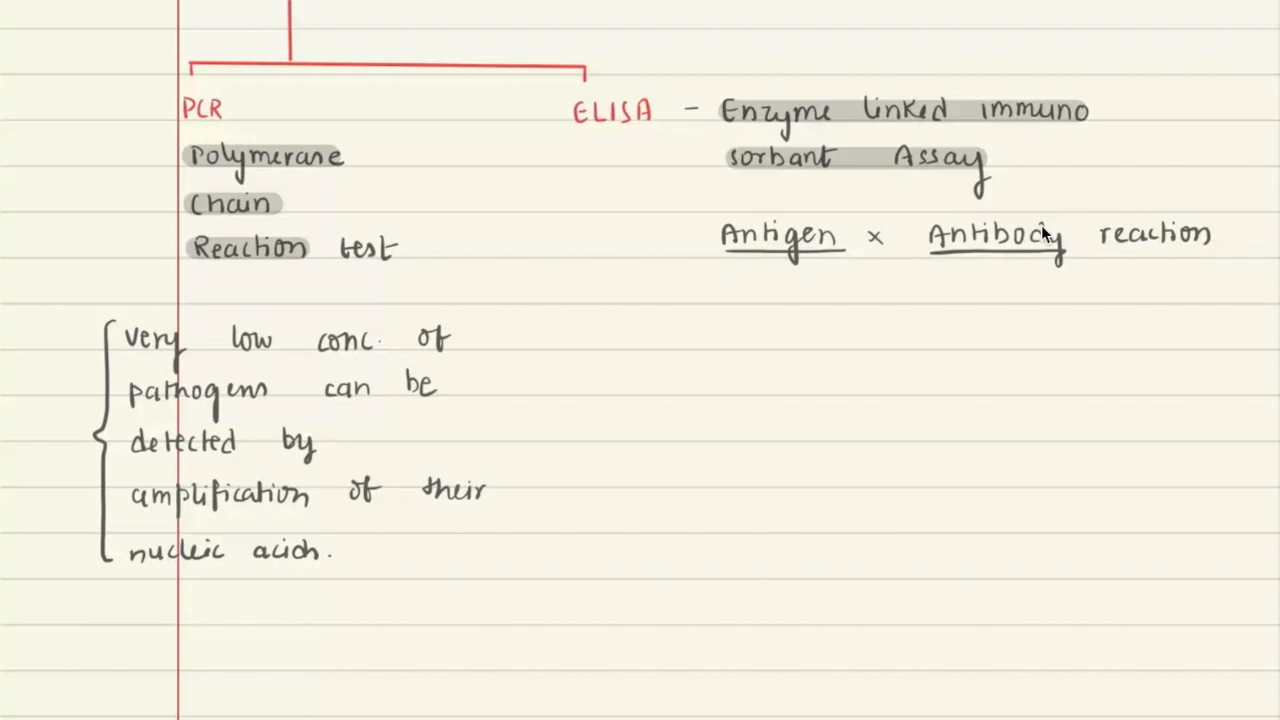 PCR
Polymerase
Chain
Reaction test
very low conc. of
pathogens can be
detected by
amplification of their
nucleic acids.
ELISA - Enzyme linked immuno
sorbant Assay
Antigen x Antibody reaction